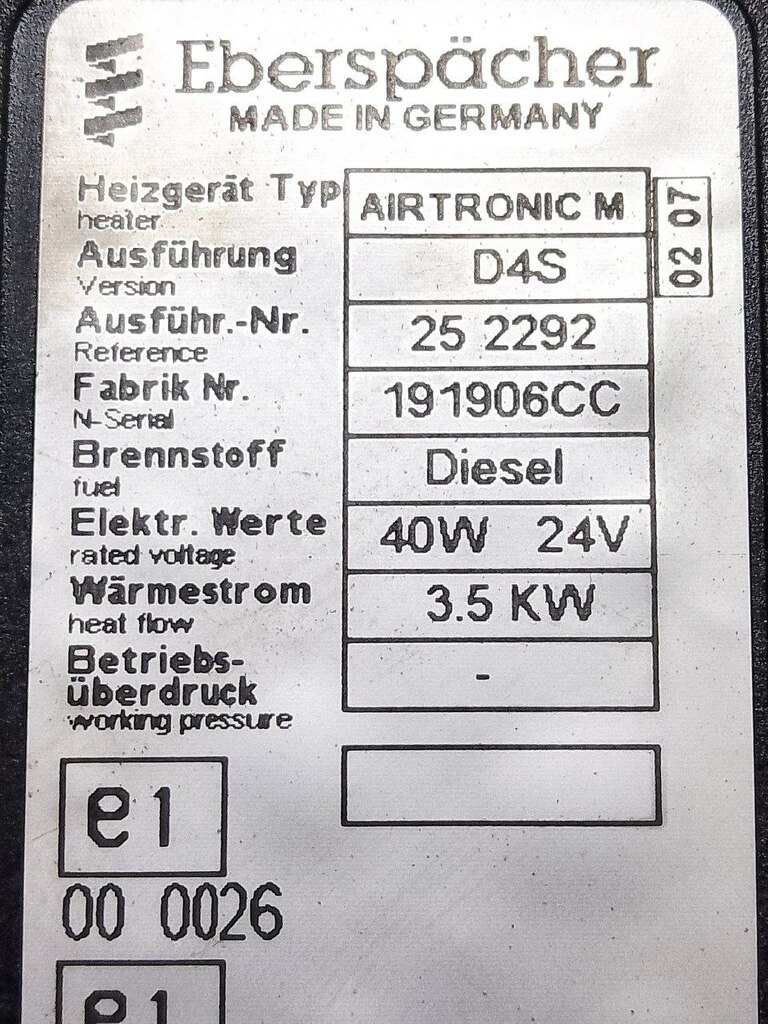 Eberspächer
MADE IN GERMANY
Heizgerät Typ AIRTRONIC M 02 07
heater
Ausführung D4S
Version
Ausführ.-Nr. 25 2292
Reference
Fabrik Nr. 191906CC
N-Serial
Brennstoff Diesel
fuel
Elektr. Werte 40W 24V
rated voltage
Wärmestrom 3.5 KW
heat flow
Betriebs-
überdruck -
working pressure
e1
00 0026
e1